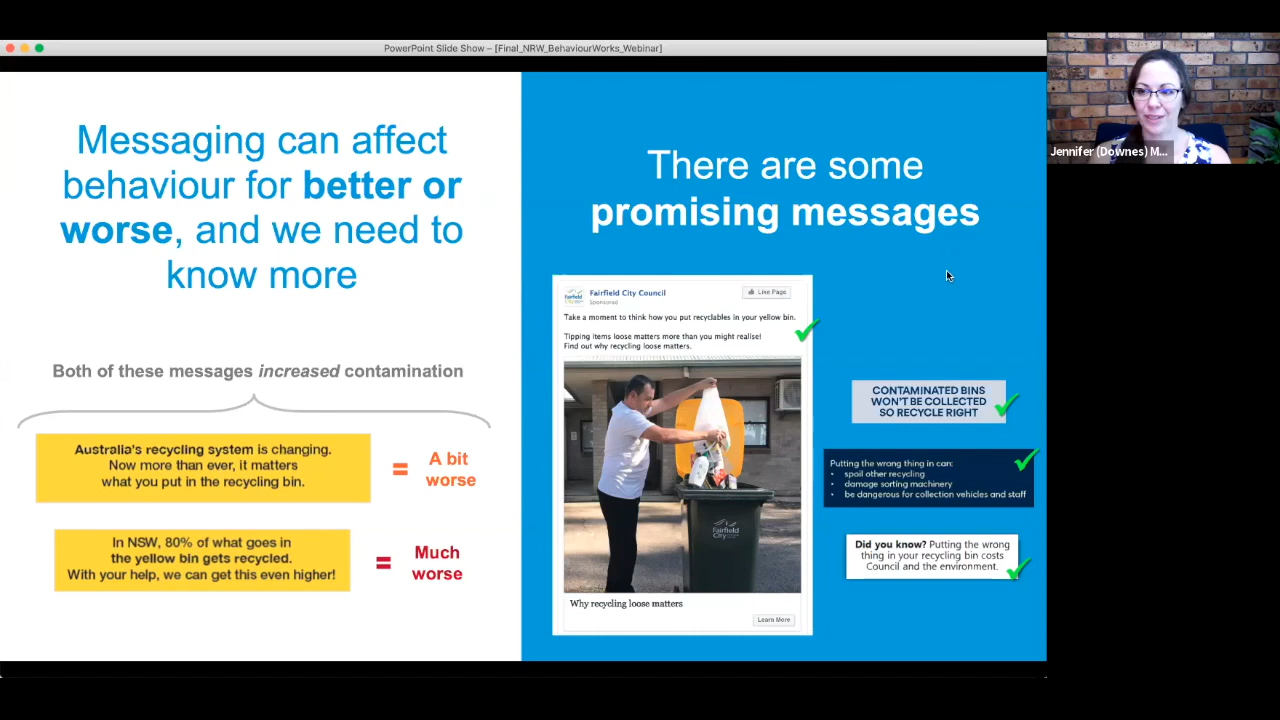 PowerPoint Slide Show – [Final_NRW_BehaviourWorks_Webinar]
Messaging can affect
behaviour for better or
worse, and we need to
know more
Both of these messages increased contamination
Australia's recycling system is changing.
Now more than ever, it matters
what you put in the recycling bin.
=
A bit
worse
In NSW, 80% of what goes in
the yellow bin gets recycled.
With your help, we can get this even higher!
=
Much
worse
There are some
promising messages
Fairfield
City
Fairfield City Council
Sponsored
Like Page
Take a moment to think how you put recyclables in your yellow bin.
Tipping items loose matters more than you might realise!
Find out why recycling loose matters.
Fairfield
City
Why recycling loose matters
Learn More
CONTAMINATED BINS
WON'T BE COLLECTED
SO RECYCLE RIGHT
Putting the wrong thing in can:
• spoil other recycling
• damage sorting machinery
• be dangerous for collection vehicles and staff
Did you know? Putting the wrong
thing in your recycling bin costs
Council and the environment.
Jennifer (Downes) M...